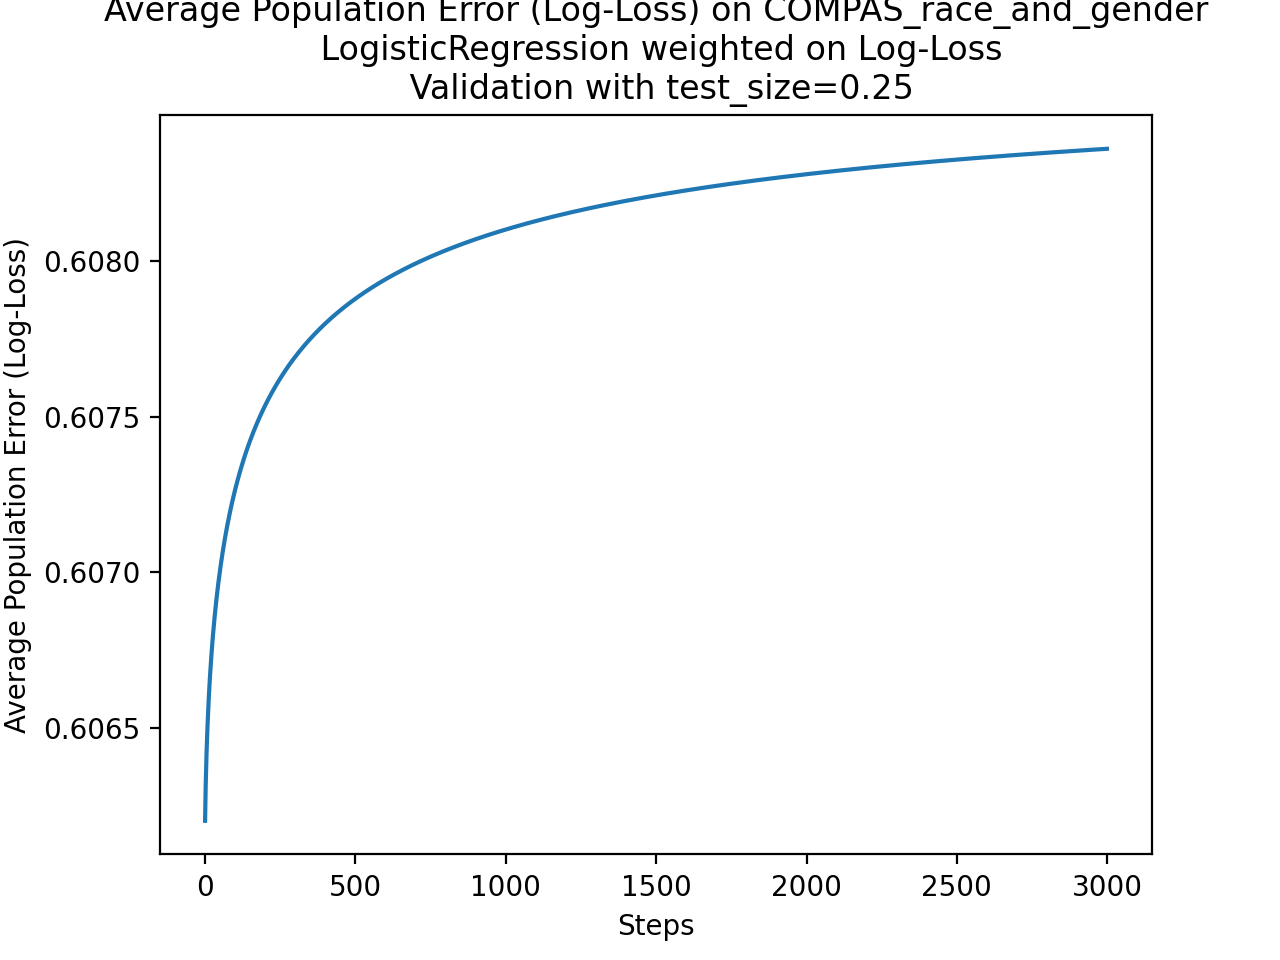 Average Population Error (Log-Loss) on COMPAS_race_and_gender
LogisticRegression weighted on Log-Loss
Validation with test_size=0.25
Average Population Error (Log-Loss)
0.6080
0.6075
0.6070
0.6065
0 500 1000 1500 2000 2500 3000
Steps